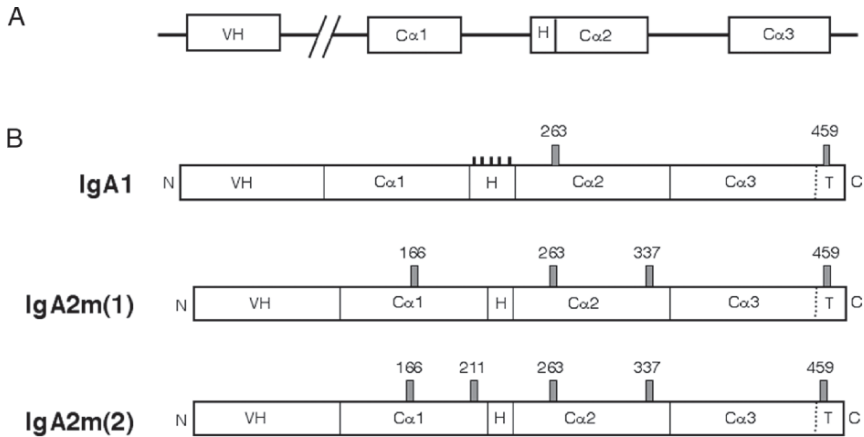 A
VH Cα1 H Cα2 Cα3
B
263 459
IgA1 N VH Cα1 H Cα2 Cα3 T C
166 263 337 459
IgA2m(1) N VH Cα1 H Cα2 Cα3 T C
166 211 263 337 459
IgA2m(2) N VH Cα1 H Cα2 Cα3 T C